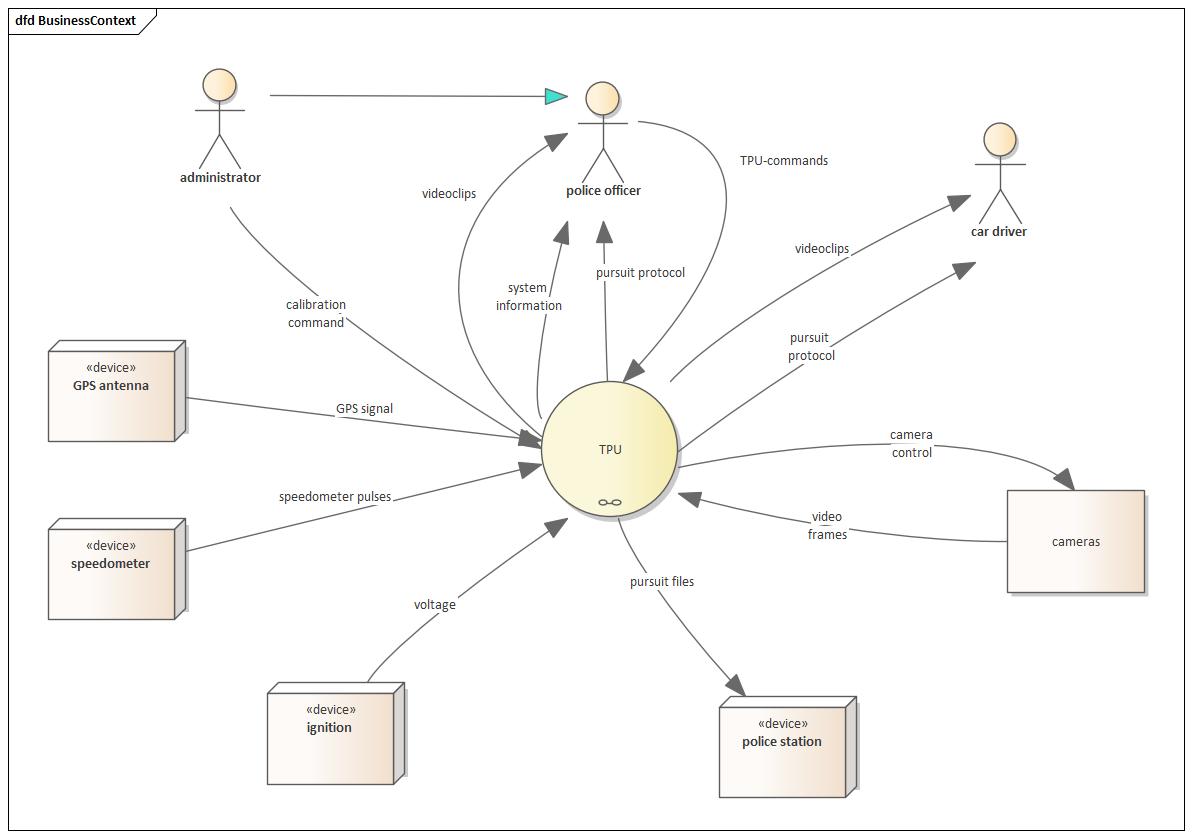 dfd BusinessContext
administrator
police officer
car driver
TPU-commands
videoclips
videoclips
pursuit protocol
system
information
calibration
command
pursuit
protocol
«device»
GPS antenna
GPS signal
camera
control
TPU
speedometer pulses
video
frames
cameras
«device»
speedometer
pursuit files
voltage
«device»
ignition
«device»
police station